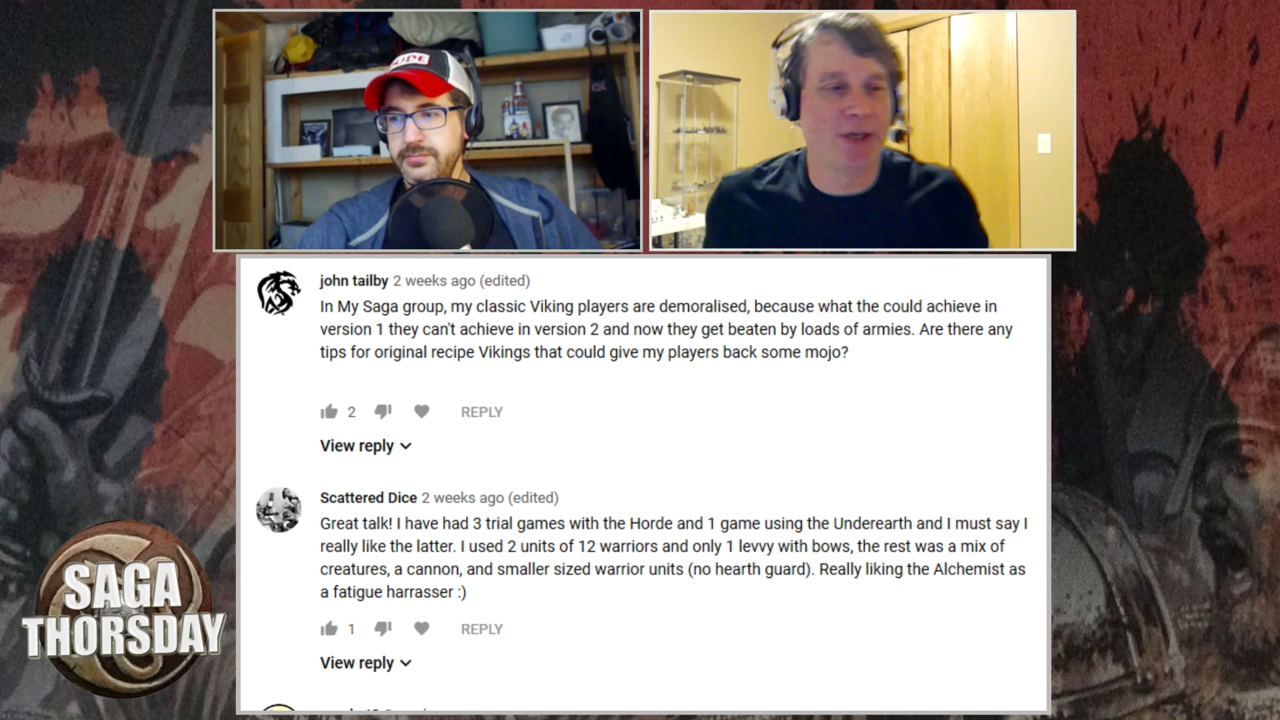 john tailby 2 weeks ago (edited)
In My Saga group, my classic Viking players are demoralised, because what the could achieve in
version 1 they can't achieve in version 2 and now they get beaten by loads of armies. Are there any
tips for original recipe Vikings that could give my players back some mojo?
2 REPLY
View reply
Scattered Dice 2 weeks ago (edited)
Great talk! I have had 3 trial games with the Horde and 1 game using the Underearth and I must say I
really like the latter. I used 2 units of 12 warriors and only 1 levvy with bows, the rest was a mix of
creatures, a cannon, and smaller sized warrior units (no hearth guard). Really liking the Alchemist as
a fatigue harrasser :)
1 REPLY
View reply
SAGA
THORSDAY